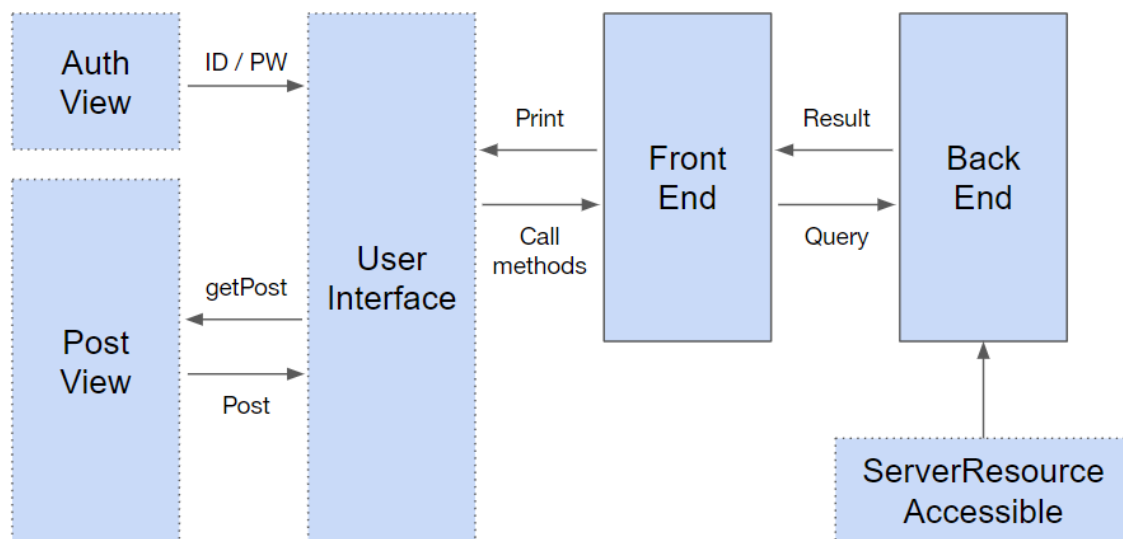 Auth
View
ID / PW
User
Interface
Print
Call
methods
Front
End
Result
Query
Back
End
getPost
Post
Post
View
ServerResource
Accessible